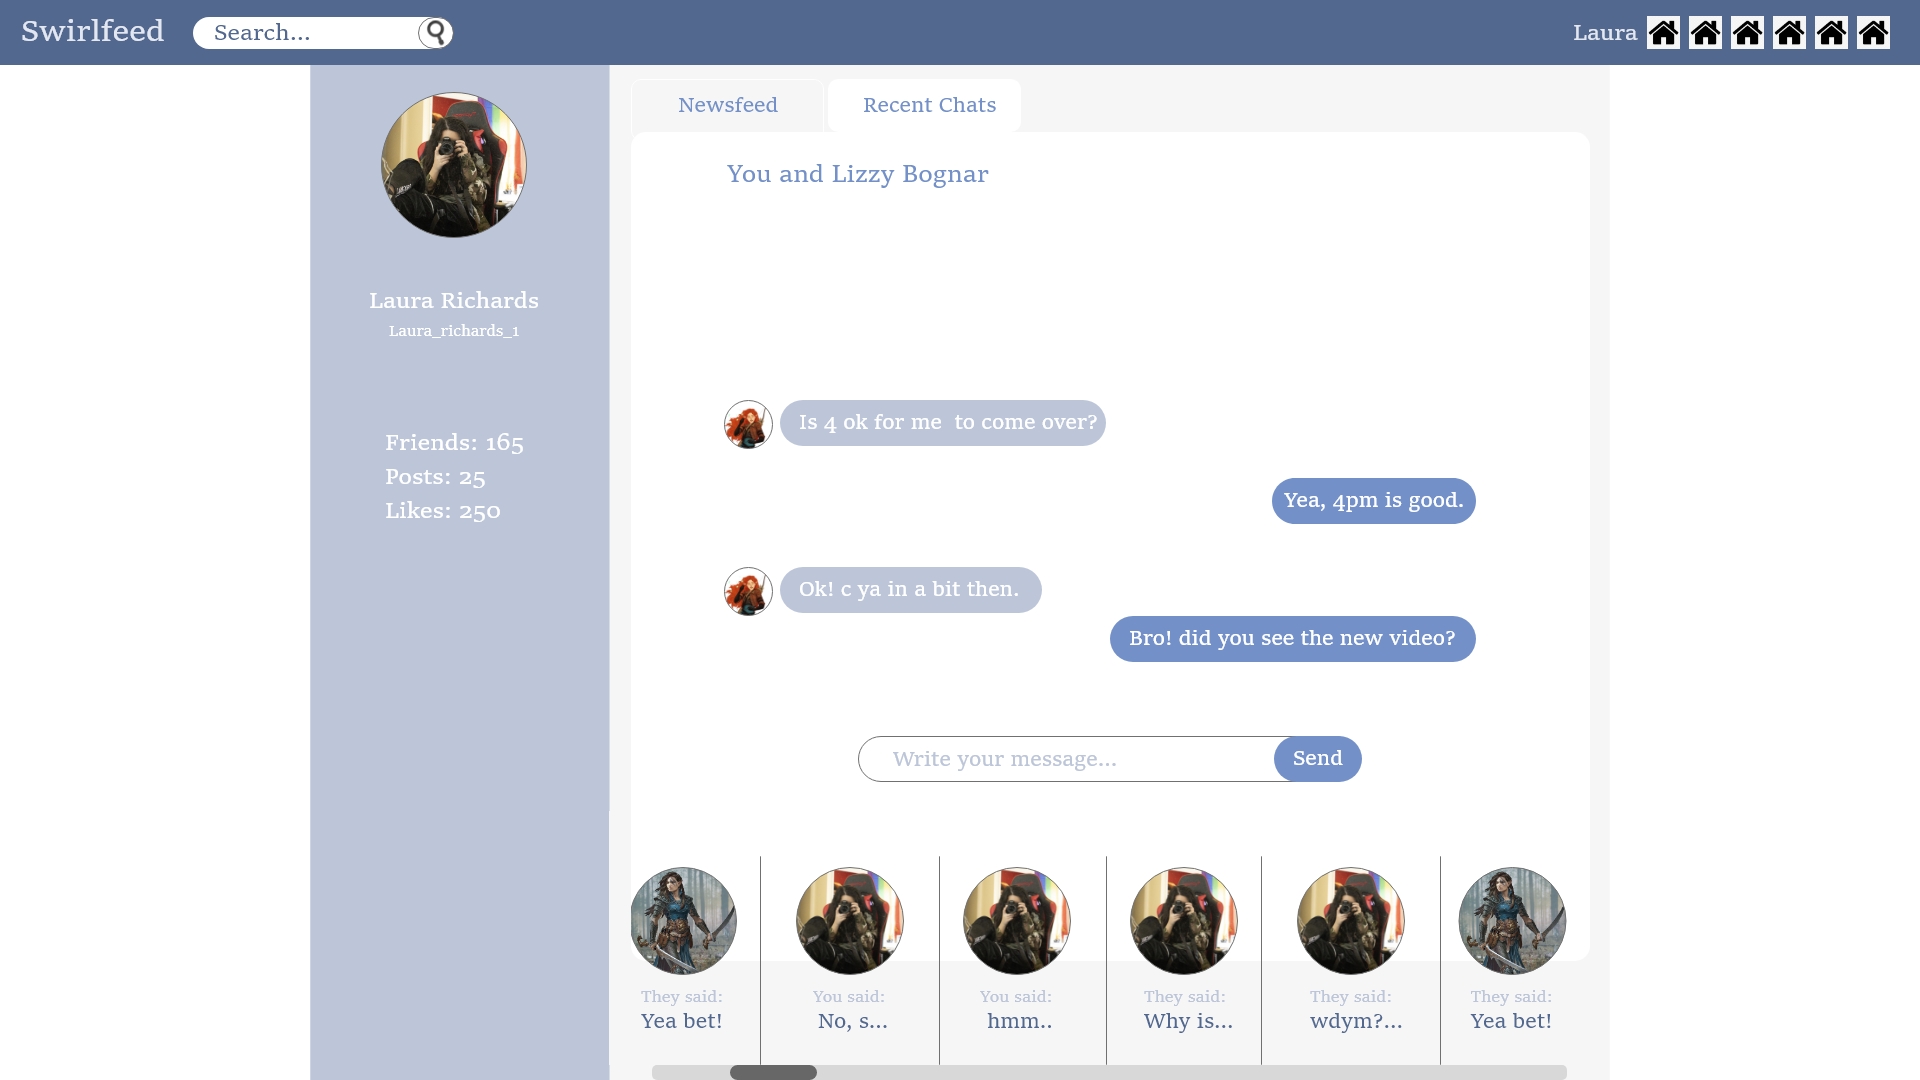 Swirlfeed
Search...
Laura
Newsfeed
Recent Chats
You and Lizzy Bognar
Laura Richards
Laura_richards_1
Friends: 165
Posts: 25
Likes: 250
Is 4 ok for me  to come over?
Yea, 4pm is good.
Ok! c ya in a bit then.
Bro! did you see the new video?
Write your message...
Send
They said:
Yea bet!
You said:
No, s...
You said:
hmm..
They said:
Why is...
They said:
wdym?...
They said:
Yea bet!